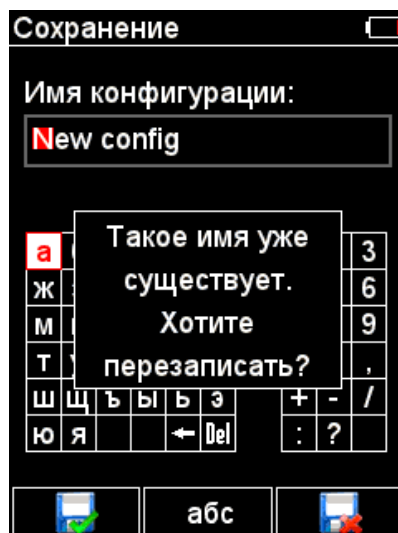 Сохранение
Имя конфигурации:
New config
Такое имя уже
существует.
Хотите
перезаписать?
а 3
ж 6
м 9
т ,
ш щ ъ ы ь э + - /
ю я ← Del : ?
абс